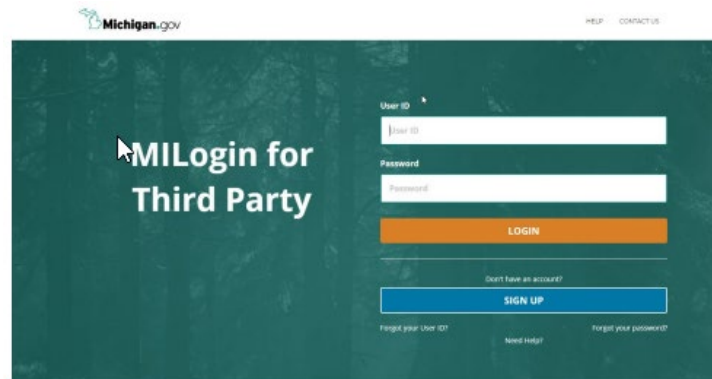 Michigan.gov
HELP CONTACT US
MILogin for
Third Party
User ID
User ID
Password
Password
LOGIN
Don't have an account?
SIGN UP
Forgot your User ID?
Forgot your password?
Need Help?